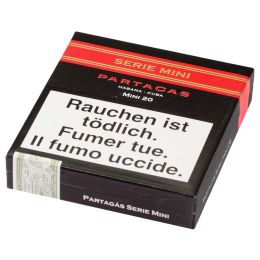 SERIE MINI
PARTAGAS
HABANA - CUBA
MINI 20
Rauchen ist
tödlich.
Fumer tue.
Il fumo uccide.
PARTAGÁS SERIE MINI